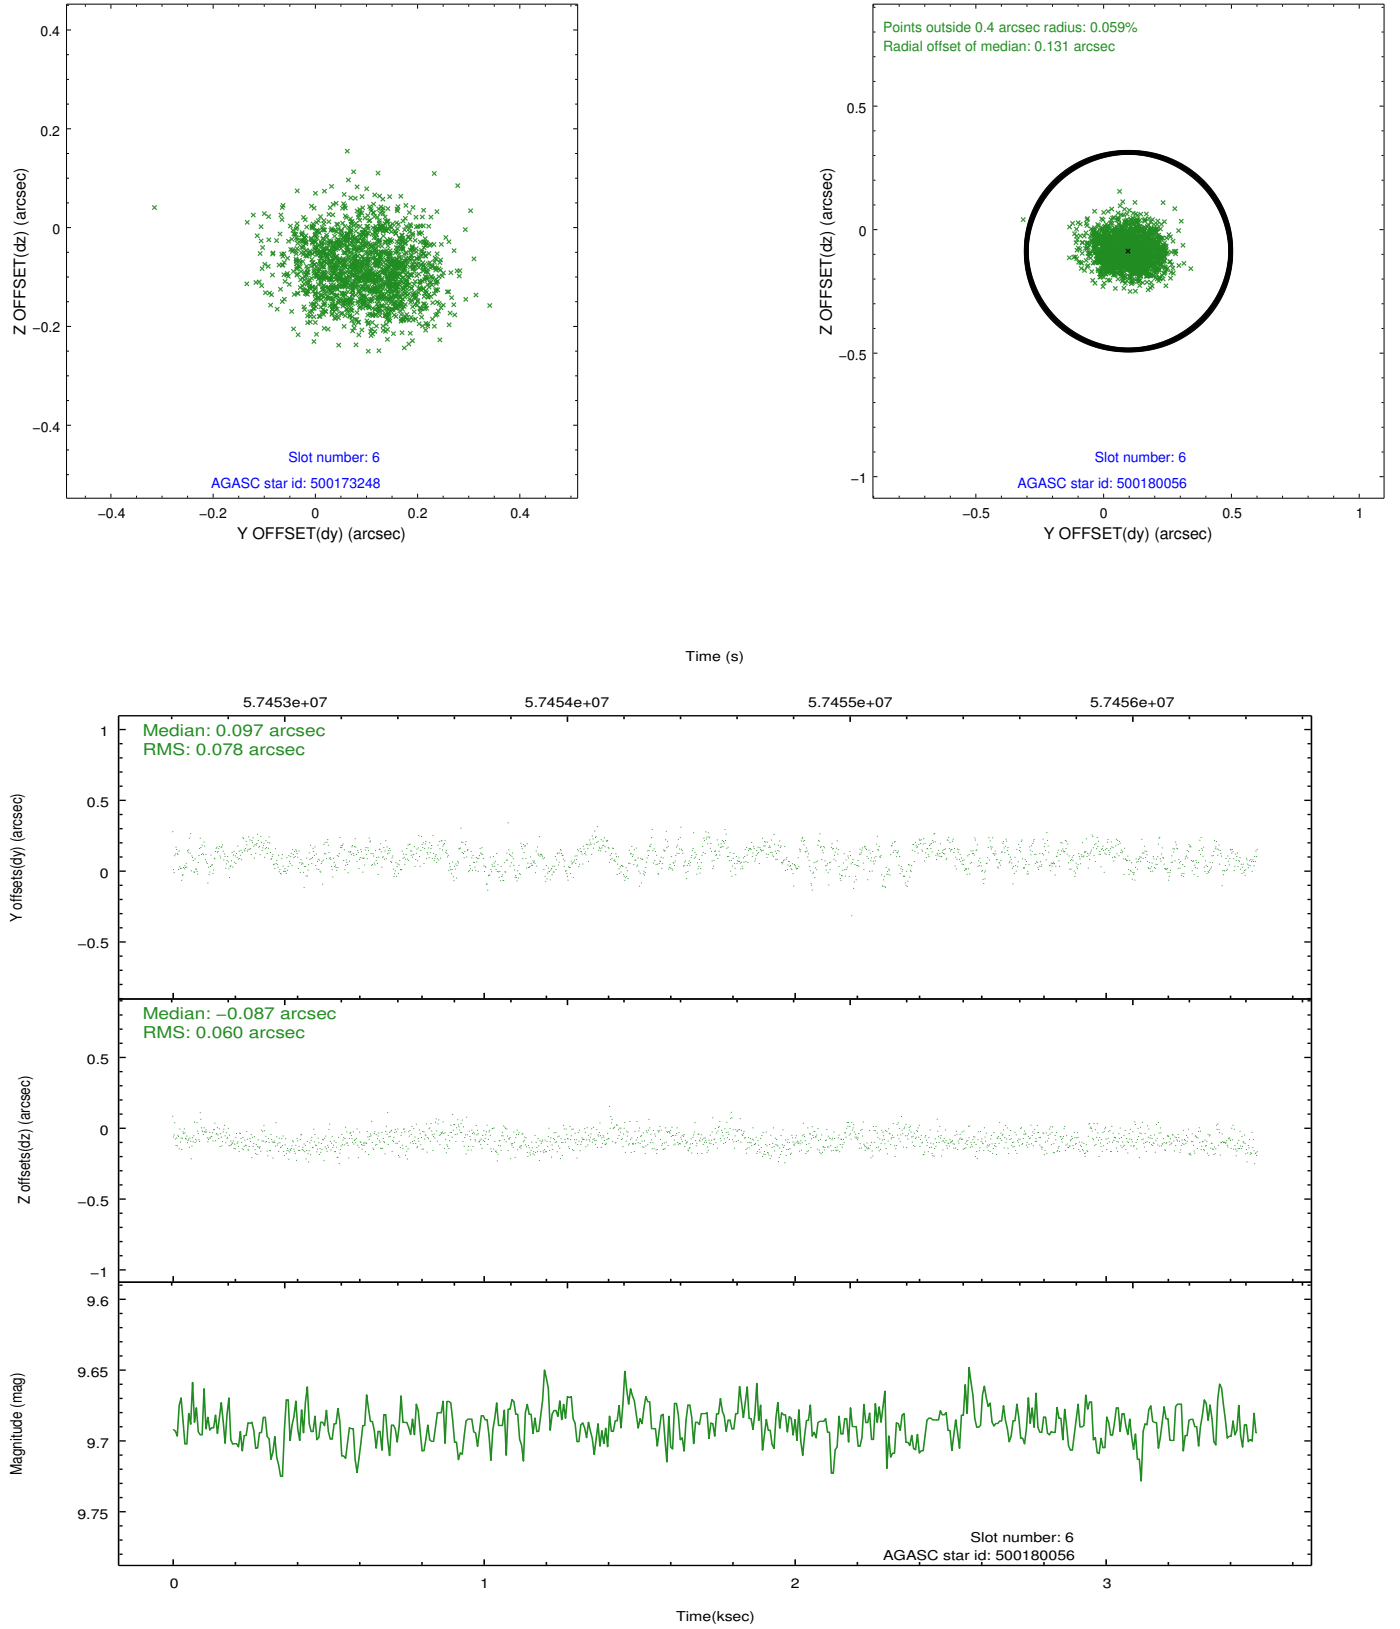 0.4
0.2
0
−0.2
−0.4
Z OFFSET(dz) (arcsec)
Slot number: 6
AGASC star id: 500173248
−0.4
−0.2
0
0.2
0.4
Y OFFSET(dy) (arcsec)
Points outside 0.4 arcsec radius: 0.059%
Radial offset of median: 0.131 arcsec
0.5
0
−0.5
−1
Z OFFSET(dz) (arcsec)
Slot number: 6
AGASC star id: 500180056
−0.5
0
0.5
1
Y OFFSET(dy) (arcsec)
Time (s)
5.7453e+07
5.7454e+07
5.7455e+07
5.7456e+07
Median: 0.097 arcsec
RMS: 0.078 arcsec
1
0.5
0
−0.5
Y offsets(dy) (arcsec)
Median: −0.087 arcsec
RMS: 0.060 arcsec
0.5
0
−0.5
−1
Z offsets(dz) (arcsec)
9.6
9.65
9.7
9.75
Magnitude (mag)
Slot number: 6
AGASC star id: 500180056
0
1
2
3
Time(ksec)